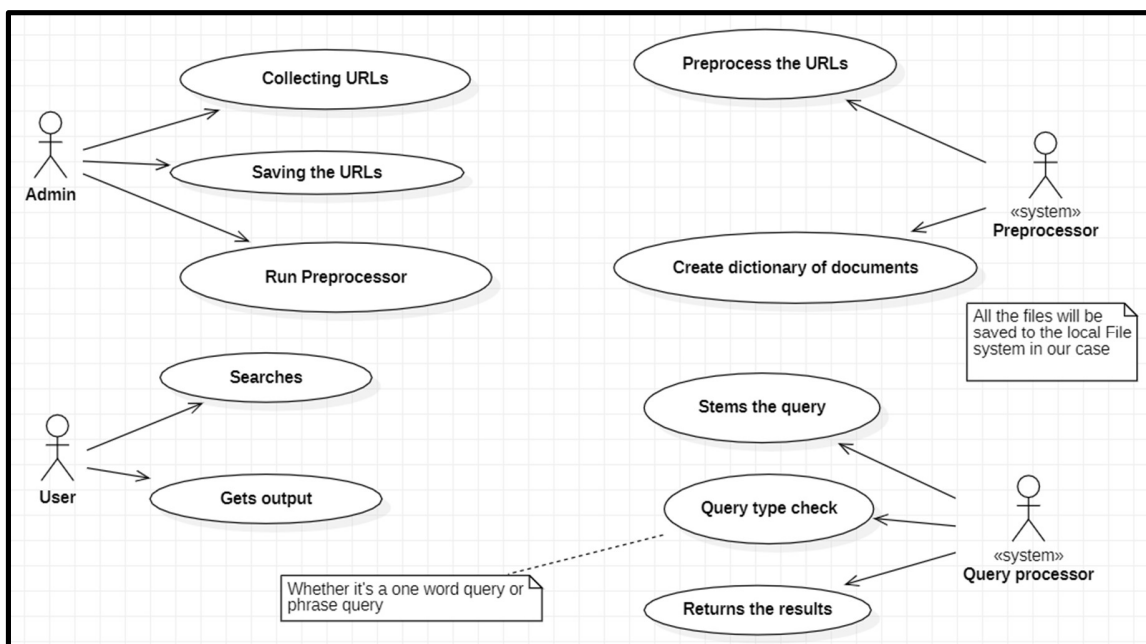 Collecting URLs
Saving the URLs
Admin
Run Preprocessor
Preprocess the URLs
«system»
Preprocessor
Create dictionary of documents
All the files will be
saved to the local File
system in our case
Searches
User
Gets output
Stems the query
Query type check
«system»
Query processor
Whether it's a one word query or
phrase query
Returns the results